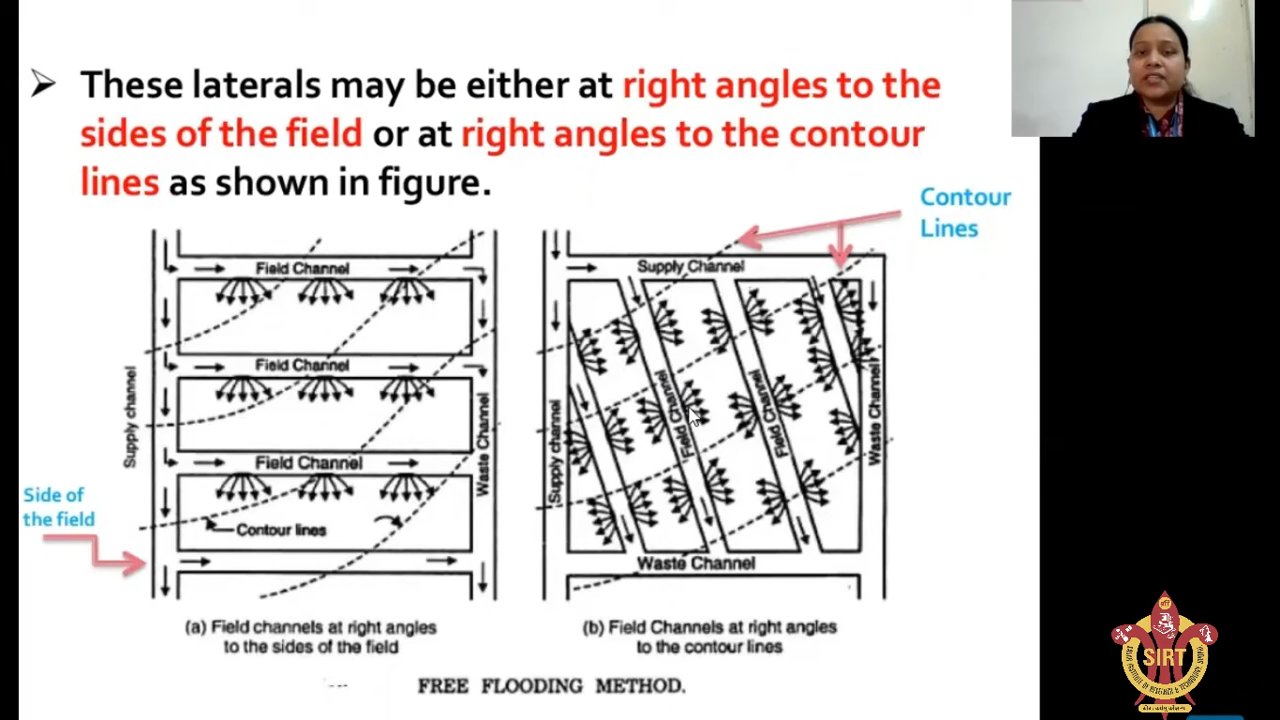 ➢ These laterals may be either at right angles to the
sides of the field or at right angles to the contour
lines as shown in figure.
Contour
Lines
Side of
the field
Supply channel
Field Channel
Field Channel
Field Channel
Waste Channel
Contour lines
(a) Field channels at right angles
to the sides of the field
Supply Channel
Supply channel
Field Channel
Field Channel
Waste Channel
Waste Channel
(b) Field Channels at right angles
to the contour lines
FREE FLOODING METHOD.
SIRT